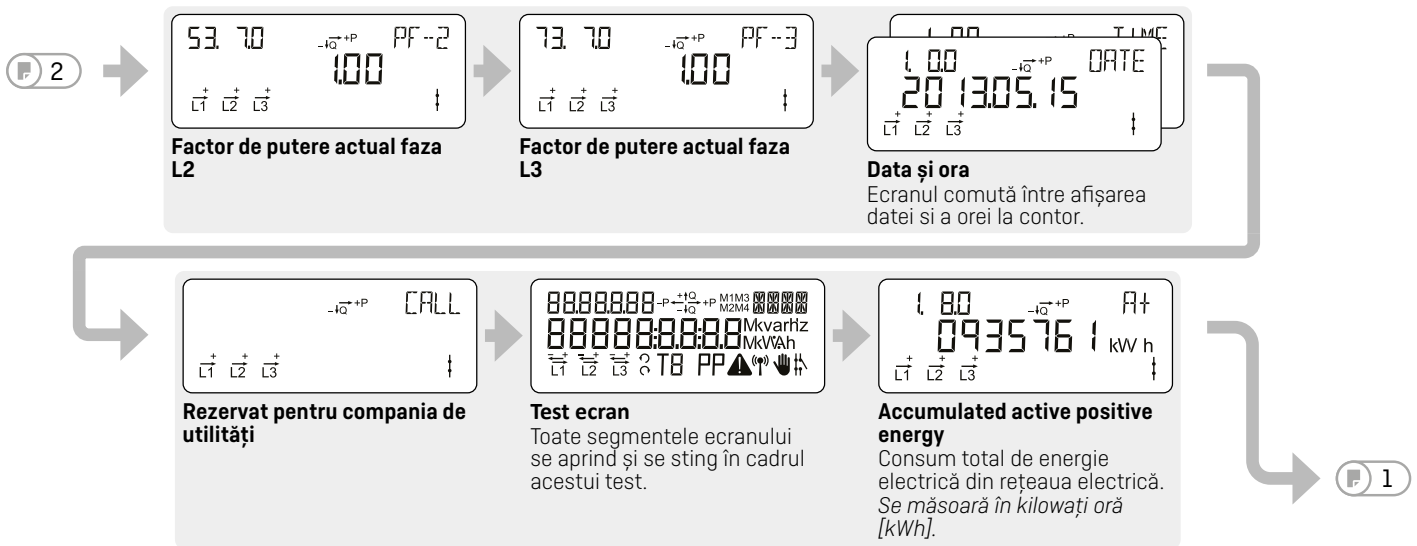 2
53. 7.0 -Q +P PF-2
1.00
L1 L2 L3
Factor de putere actual faza
L2
73. 7.0 -Q +P PF-3
1.00
L1 L2 L3
Factor de putere actual faza
L3
1. 0.0 +P TIME
1. 0.0 -Q +P DATE
2013.05.15
L1 L2 L3
Data și ora
Ecranul comută între afișarea
datei si a orei la contor.
-Q +P CALL
L1 L2 L3
Rezervat pentru compania de
utilități
88.88.8.88 -P +Q -Q +P M1M3 M2M4
88888:8.8:8.8 MkvarHz
MkWAh
L1 L2 L3 T8 PP
Test ecran
Toate segmentele ecranului
se aprind și se sting în cadrul
acestui test.
1. 8.0 -Q +P A+
0935761 kW h
L1 L2 L3
Accumulated active positive
energy
Consum total de energie
electrică din rețeaua electrică.
Se măsoară în kilowați oră
[kWh].
1